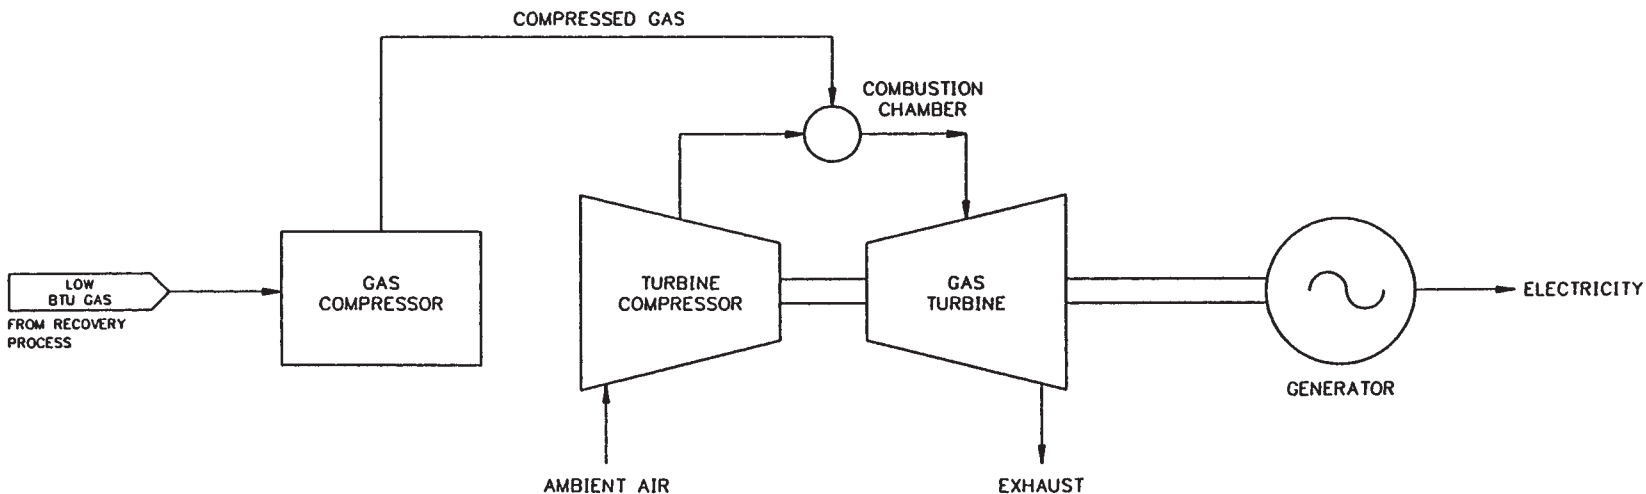 COMPRESSED GAS
COMBUSTION
CHAMBER
LOW
BTU GAS
FROM RECOVERY
PROCESS
GAS
COMPRESSOR
TURBINE
COMPRESSOR
GAS
TURBINE
ELECTRICITY
GENERATOR
AMBIENT AIR
EXHAUST